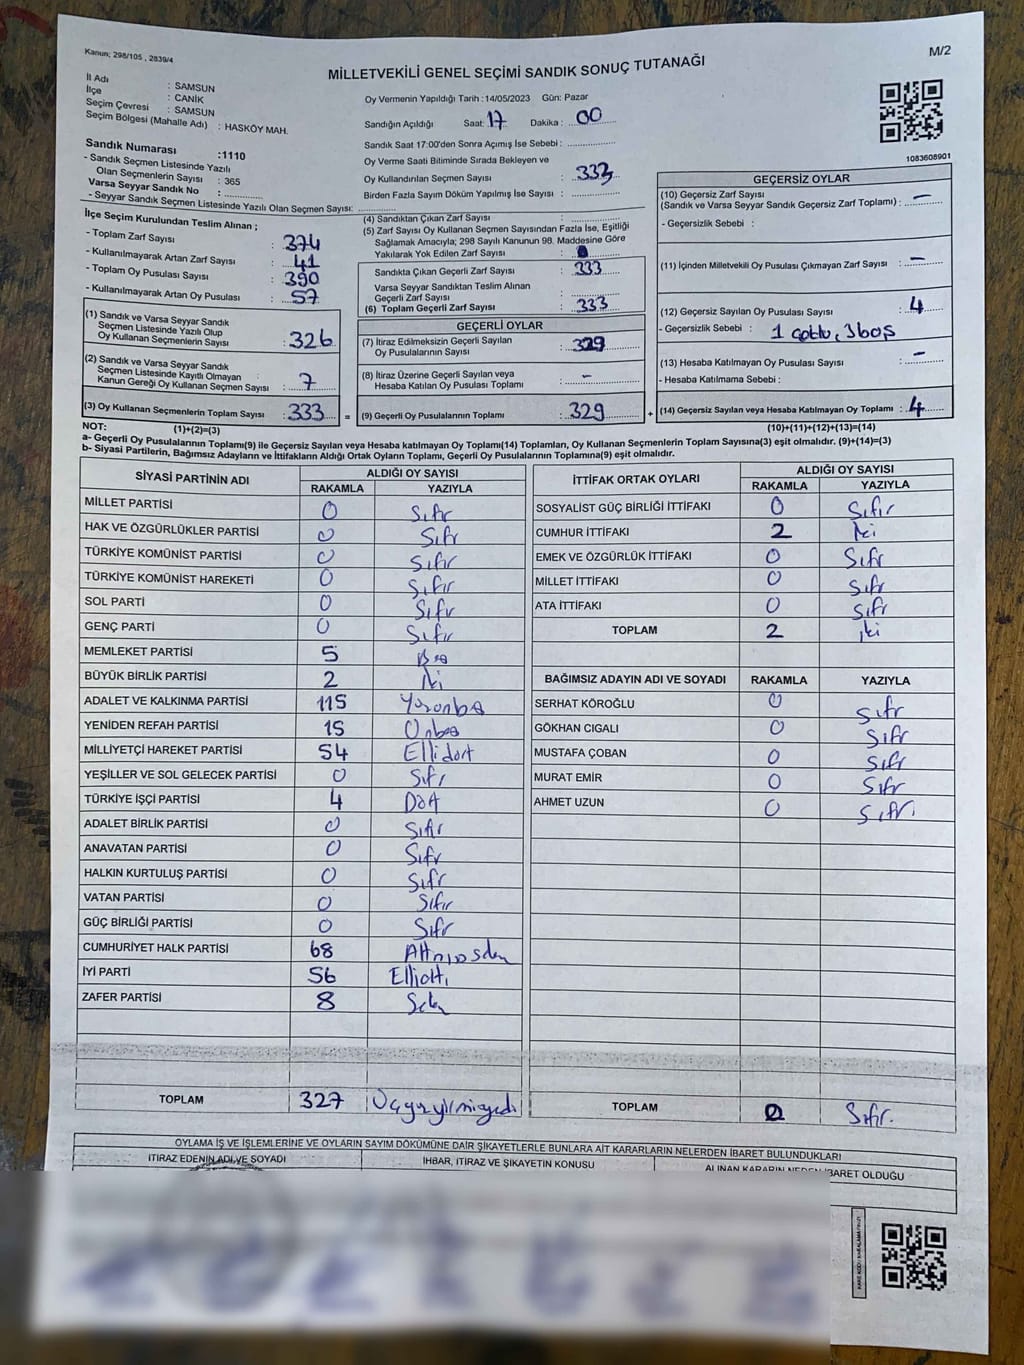 Kanun; 298/105 , 2839/4
M/2
MİLLETVEKİLİ GENEL SEÇİMİ SANDIK SONUÇ TUTANAĞI
İl Adı : SAMSUN
İlçe : CANİK
Seçim Çevresi : SAMSUN
Seçim Bölgesi (Mahalle Adı) : HASKÖY MAH.
Sandık Numarası :1110
- Sandık Seçmen Listesinde Yazılı
Olan Seçmenlerin Sayısı : 365
Varsa Seyyar Sandık No :
- Seyyar Sandık Seçmen Listesinde Yazılı Olan Seçmen Sayısı:
Oy Vermenin Yapıldığı Tarih :14/05/2023 Gün: Pazar
Sandığın Açıldığı Saat: 17 Dakika : 00
Sandık Saat 17:00'den Sonra Açımış İse Sebebi :
Oy Verme Saati Bitiminde Sırada Bekleyen ve
Oy Kullandırılan Seçmen Sayısı : 333
Birden Fazla Sayım Döküm Yapılmış İse Sayısı :
1083608901
İlçe Seçim Kurulundan Teslim Alınan ;
- Toplam Zarf Sayısı : 374
- Kullanılmayarak Artan Zarf Sayısı : 41
- Toplam Oy Pusulası Sayısı : 390
- Kullanılmayarak Artan Oy Pusulası : 57
(1) Sandık ve Varsa Seyyar Sandık
Seçmen Listesinde Yazılı Olup
Oy Kullanan Seçmenlerin Sayısı : 326
(2) Sandık ve Varsa Seyyar Sandık
Seçmen Listesinde Kayıtlı Olmayan
Kanun Gereği Oy Kullanan Seçmen Sayısı : 7
(3) Oy Kullanan Seçmenlerin Toplam Sayısı : 333
(1)+(2)=(3)
(4) Sandıktan Çıkan Zarf Sayısı :
(5) Zarf Sayısı Oy Kullanan Seçmen Sayısından Fazla İse, Eşitliği
Sağlamak Amacıyla; 298 Sayılı Kanunun 98. Maddesine Göre
Yakılarak Yok Edilen Zarf Sayısı :
Sandıkta Çıkan Geçerli Zarf Sayısı : 333
Varsa Seyyar Sandıktan Teslim Alınan
Geçerli Zarf Sayısı :
(6) Toplam Geçerli Zarf Sayısı : 333
GEÇERLİ OYLAR
(7) İtiraz Edilmeksizin Geçerli Sayılan
Oy Pusulalarının Sayısı : 329
(8) İtiraz Üzerine Geçerli Sayılan veya
Hesaba Katılan Oy Pusulası Toplamı : -
= (9) Geçerli Oy Pusulalarının Toplamı : 329
GEÇERSİZ OYLAR
(10) Geçersiz Zarf Sayısı
(Sandık ve Varsa Seyyar Sandık Geçersiz Zarf Toplamı) : -
- Geçersizlik Sebebi :
(11) İçinden Milletvekili Oy Pusulası Çıkmayan Zarf Sayısı : -
(12) Geçersiz Sayılan Oy Pusulası Sayısı : 4
- Geçersizlik Sebebi : 1 , 3 boş
(13) Hesaba Katılmayan Oy Pusulası Sayısı : -
- Hesaba Katılmama Sebebi :
+ (14) Geçersiz Sayılan veya Hesaba Katılmayan Oy Toplamı : 4
(10)+(11)+(12)+(13)=(14)
NOT:
a- Geçerli Oy Pusulalarının Toplamı(9) ile Geçersiz Sayılan veya Hesaba katılmayan Oy Toplamı(14) Toplamları, Oy Kullanan Seçmenlerin Toplam Sayısına(3) eşit olmalıdır. (9)+(14)=(3)
b- Siyasi Partilerin, Bağımsız Adayların ve İttifakların Aldığı Ortak Oyların Toplamı, Geçerli Oy Pusulalarının Toplamına(9) eşit olmalıdır.
SİYASİ PARTİNİN ADI ALDIĞI OY SAYISI
RAKAMLA YAZIYLA
MİLLET PARTİSİ 0 Sıfır
HAK VE ÖZGÜRLÜKLER PARTİSİ 0 Sıfır
TÜRKİYE KOMÜNİST PARTİSİ 0 Sıfır
TÜRKİYE KOMÜNİST HAREKETİ 0 Sıfır
SOL PARTİ 0 Sıfır
GENÇ PARTİ 0 Sıfır
MEMLEKET PARTİSİ 5 Beş
BÜYÜK BİRLİK PARTİSİ 2 İki
ADALET VE KALKINMA PARTİSİ 115 Yüzonbeş
YENİDEN REFAH PARTİSİ 15 Onbeş
MİLLİYETÇİ HAREKET PARTİSİ 54 Ellidört
YEŞİLLER VE SOL GELECEK PARTİSİ 0 Sıfır
TÜRKİYE İŞÇİ PARTİSİ 4 Dört
ADALET BİRLİK PARTİSİ 0 Sıfır
ANAVATAN PARTİSİ 0 Sıfır
HALKIN KURTULUŞ PARTİSİ 0 Sıfır
VATAN PARTİSİ 0 Sıfır
GÜÇ BİRLİĞİ PARTİSİ 0 Sıfır
CUMHURİYET HALK PARTİSİ 68 Altmışsekiz
İYİ PARTİ 56 Ellialtı
ZAFER PARTİSİ 8 Sekiz
TOPLAM 327 Üçyüzyirmiyedi
İTTİFAK ORTAK OYLARI ALDIĞI OY SAYISI
RAKAMLA YAZIYLA
SOSYALİST GÜÇ BİRLİĞİ İTTİFAKI 0 Sıfır
CUMHUR İTTİFAKI 2 İki
EMEK VE ÖZGÜRLÜK İTTİFAKI 0 Sıfır
MİLLET İTTİFAKI 0 Sıfır
ATA İTTİFAKI 0 Sıfır
TOPLAM 2 iki
BAĞIMSIZ ADAYIN ADI VE SOYADI RAKAMLA YAZIYLA
SERHAT KÖROĞLU 0 Sıfır
GÖKHAN CIGALI 0 Sıfır
MUSTAFA ÇOBAN 0 Sıfır
MURAT EMİR 0 Sıfır
AHMET UZUN 0 Sıfır
TOPLAM 0 Sıfır.
OYLAMA İŞ VE İŞLEMLERİNE VE OYLARIN SAYIM DÖKÜMÜNE DAİR ŞİKAYETLERLE BUNLARA AİT KARARLARIN NELERDEN İBARET BULUNDUKLARI
İTİRAZ EDENİN ADI VE SOYADI İHBAR, İTİRAZ VE ŞİKAYETİN KONUSU ALINAN KARARIN NEDEN İBARET OLDUĞU